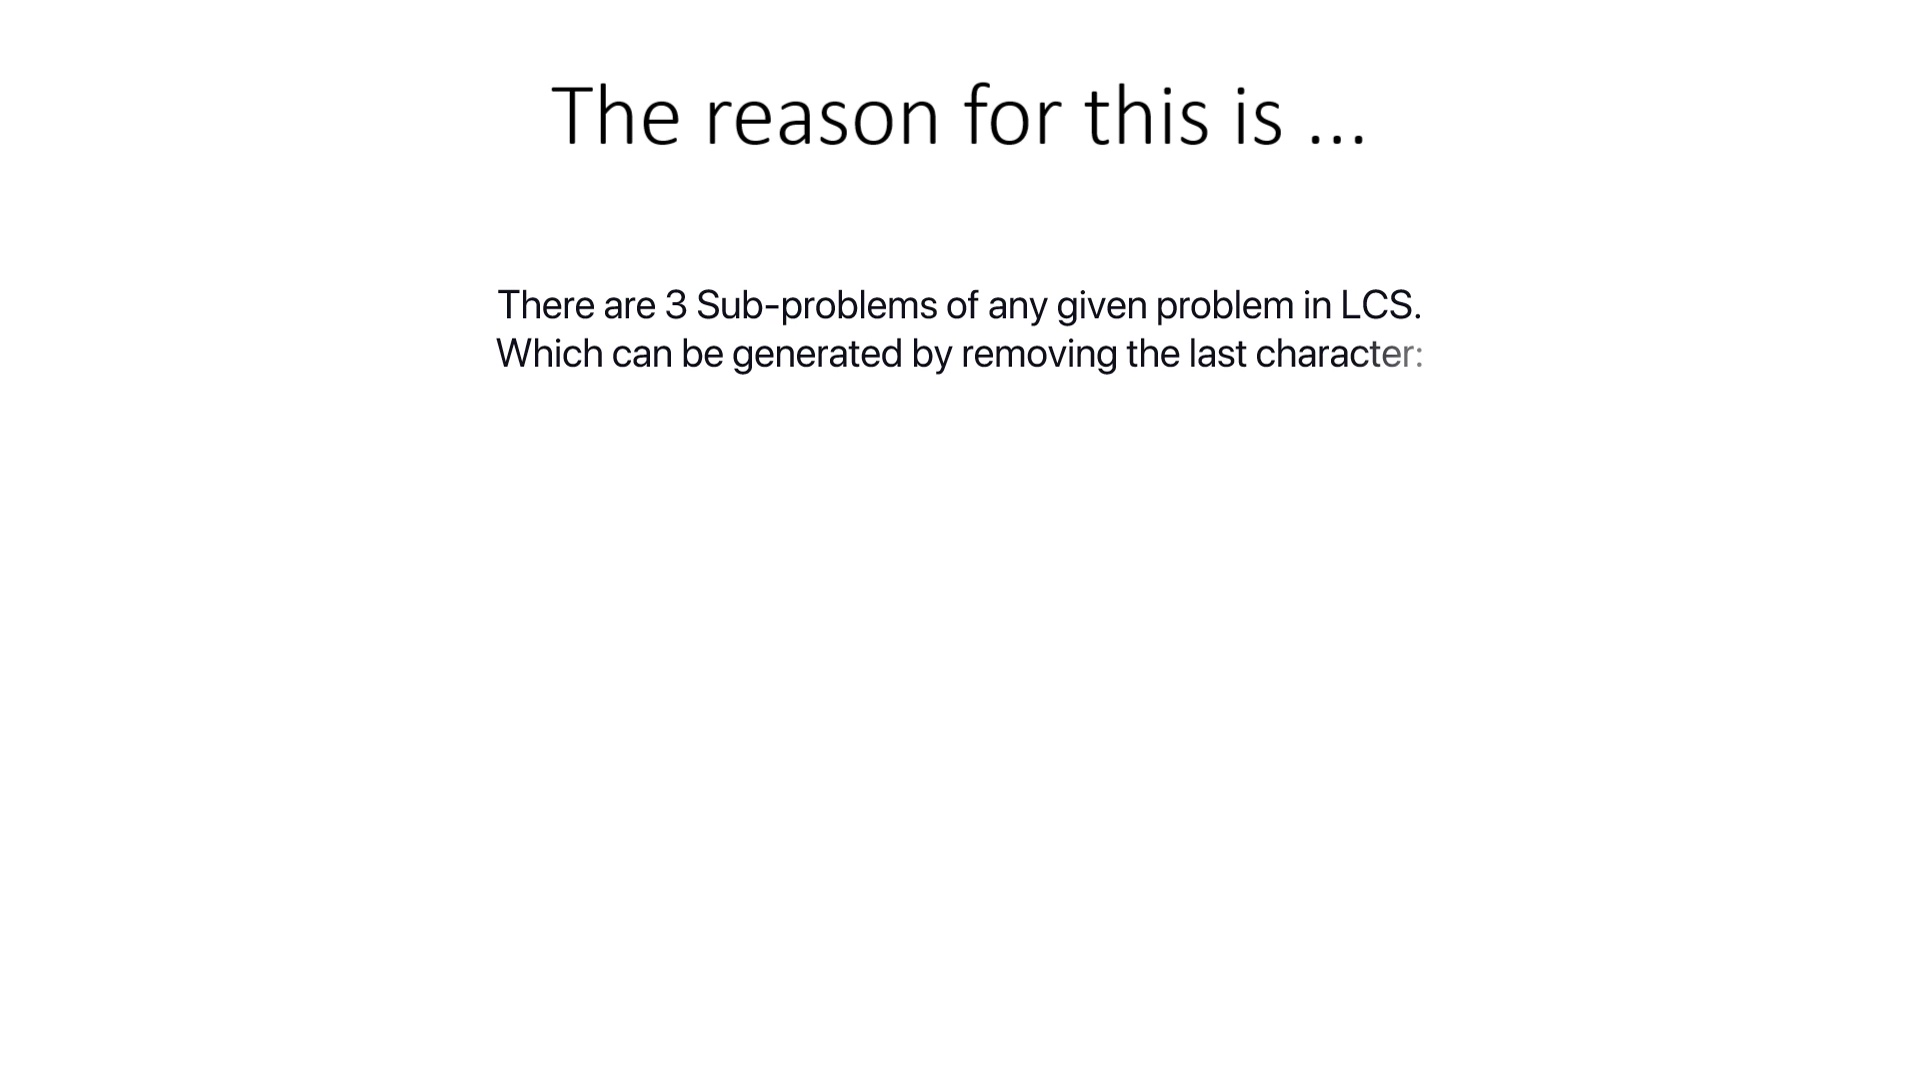 The reason for this is ...
There are 3 Sub-problems of any given problem in LCS.
Which can be generated by removing the last character: